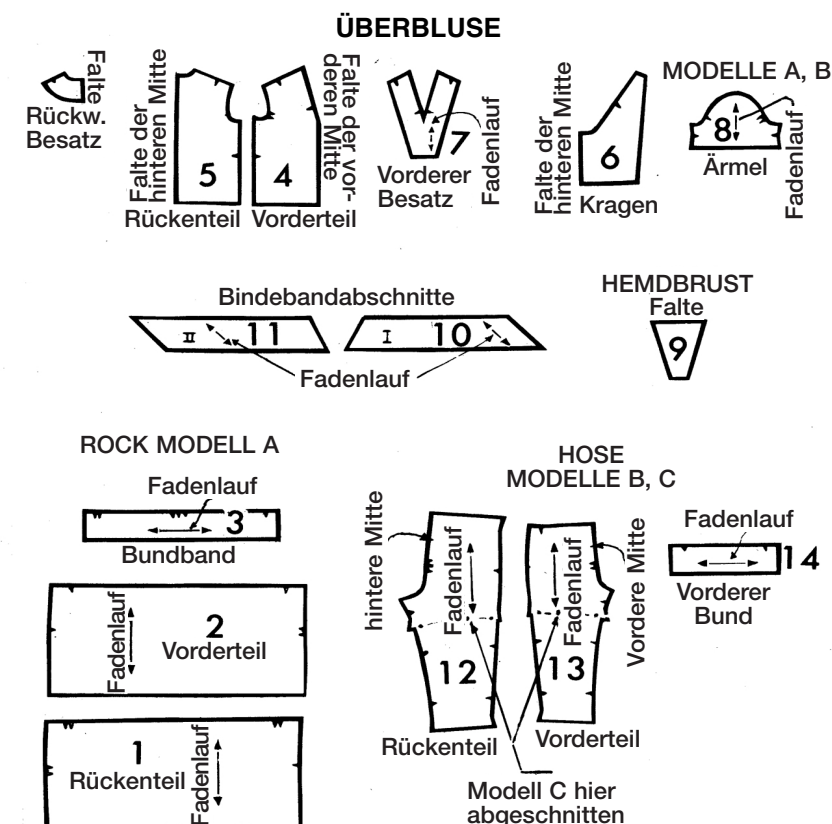 ÜBERBLUSE
Falte
Rückw.
Besatz
Falte der
hinteren Mitte
5
Rückenteil
4
Vorderteil
Falte der vor-
deren Mitte
7
Fadenlauf
Vorderer
Besatz
Falte der
hinteren Mitte
6
Kragen
MODELLE A, B
8
Ärmel
Fadenlauf
Bindebandabschnitte
II 11
I 10
Fadenlauf
HEMDBRUST
Falte
9
ROCK MODELL A
Fadenlauf
3
Bundband
Fadenlauf
2
Vorderteil
1
Rückenteil
Fadenlauf
HOSE
MODELLE B, C
hintere Mitte
Fadenlauf
12
Rückenteil
Fadenlauf
13
Vorderteil
Vordere Mitte
Fadenlauf
14
Vorderer
Bund
Modell C hier
abgeschnitten